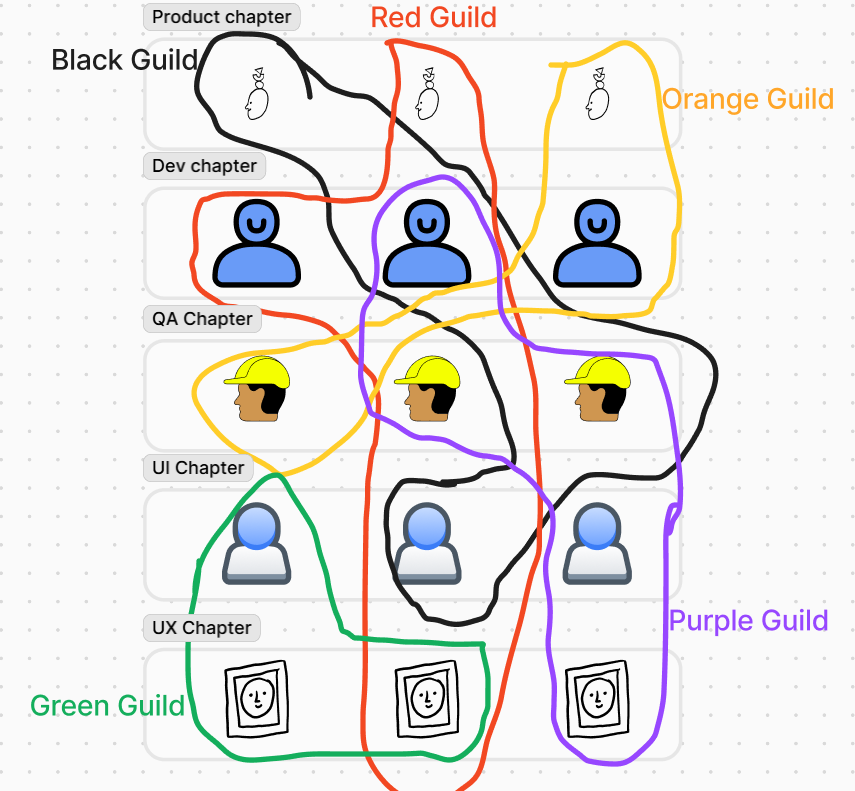 Product chapter
Red Guild
Black Guild
Orange Guild
Dev chapter
QA Chapter
UI Chapter
UX Chapter
Purple Guild
Green Guild